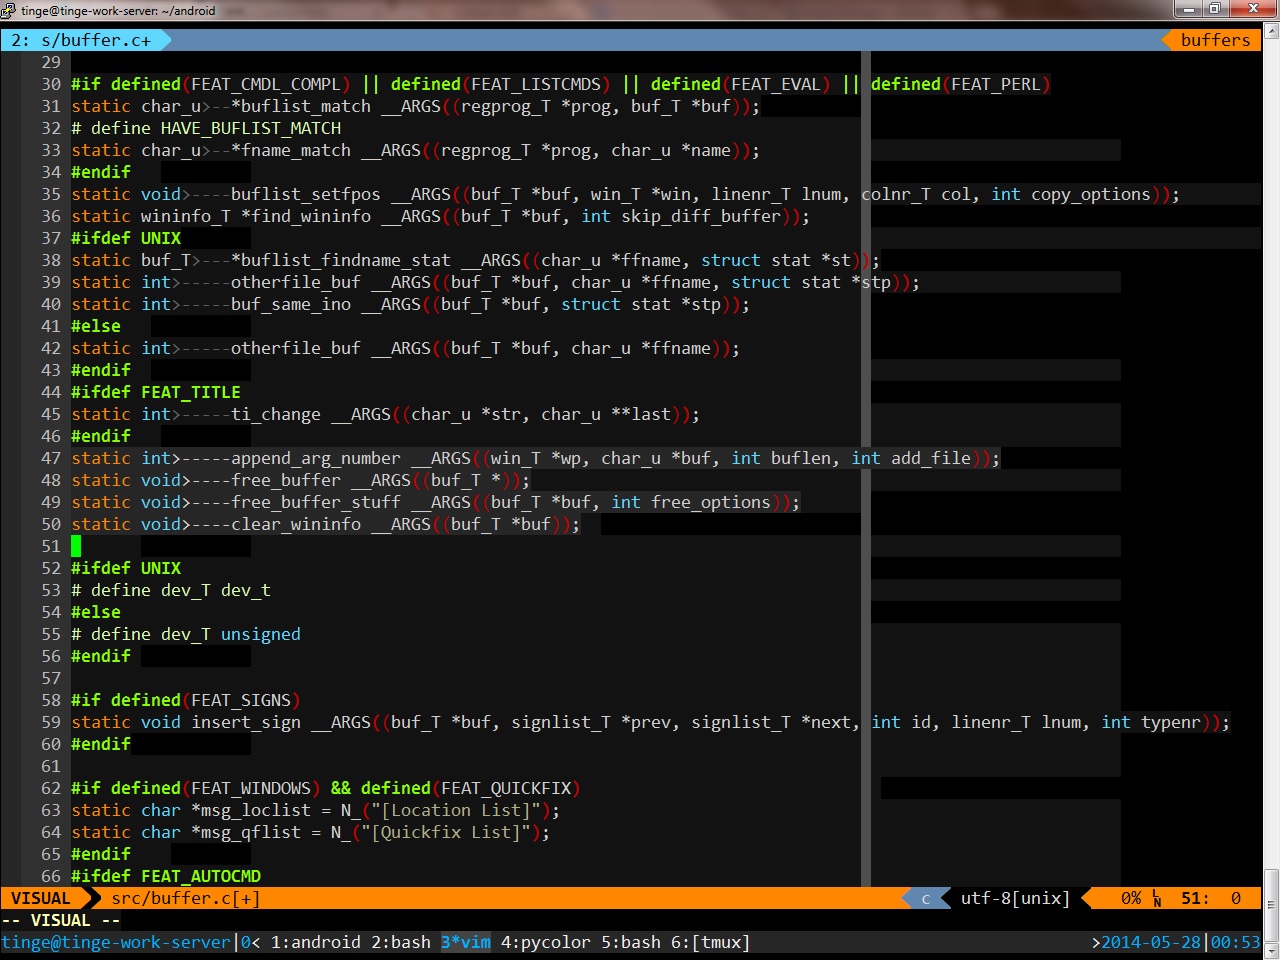 tinge@tinge-work-server: ~/android
2: s/buffer.c+ buffers
29
30 #if defined(FEAT_CMDL_COMPL) || defined(FEAT_LISTCMDS) || defined(FEAT_EVAL) || defined(FEAT_PERL)
31 static char_u>--*buflist_match __ARGS((regprog_T *prog, buf_T *buf));
32 # define HAVE_BUFLIST_MATCH
33 static char_u>--*fname_match __ARGS((regprog_T *prog, char_u *name));
34 #endif
35 static void>----buflist_setfpos __ARGS((buf_T *buf, win_T *win, linenr_T lnum, colnr_T col, int copy_options));
36 static wininfo_T *find_wininfo __ARGS((buf_T *buf, int skip_diff_buffer));
37 #ifdef UNIX
38 static buf_T>---*buflist_findname_stat __ARGS((char_u *ffname, struct stat *st));
39 static int>-----otherfile_buf __ARGS((buf_T *buf, char_u *ffname, struct stat *stp));
40 static int>-----buf_same_ino __ARGS((buf_T *buf, struct stat *stp));
41 #else
42 static int>-----otherfile_buf __ARGS((buf_T *buf, char_u *ffname));
43 #endif
44 #ifdef FEAT_TITLE
45 static int>-----ti_change __ARGS((char_u *str, char_u **last));
46 #endif
47 static int>-----append_arg_number __ARGS((win_T *wp, char_u *buf, int buflen, int add_file));
48 static void>----free_buffer __ARGS((buf_T *));
49 static void>----free_buffer_stuff __ARGS((buf_T *buf, int free_options));
50 static void>----clear_wininfo __ARGS((buf_T *buf));
51
52 #ifdef UNIX
53 # define dev_T dev_t
54 #else
55 # define dev_T unsigned
56 #endif
57
58 #if defined(FEAT_SIGNS)
59 static void insert_sign __ARGS((buf_T *buf, signlist_T *prev, signlist_T *next, int id, linenr_T lnum, int typenr));
60 #endif
61
62 #if defined(FEAT_WINDOWS) && defined(FEAT_QUICKFIX)
63 static char *msg_loclist = N_("[Location List]");
64 static char *msg_qflist = N_("[Quickfix List]");
65 #endif
66 #ifdef FEAT_AUTOCMD
VISUAL src/buffer.c[+] c utf-8[unix] 0% LN 51: 0
-- VISUAL --
tinge@tinge-work-server|0< 1:android 2:bash 3*vim 4:pycolor 5:bash 6:[tmux] >2014-05-28|00:53